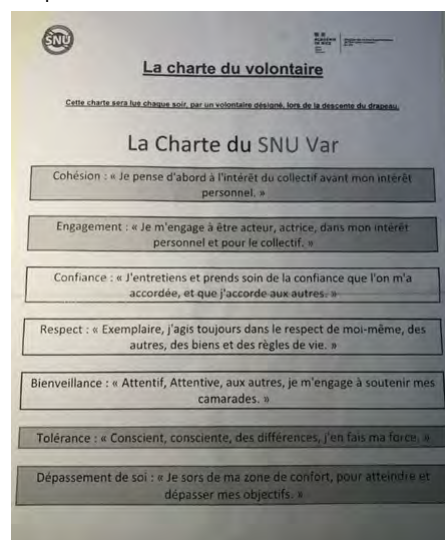 SNU
La charte du volontaire
Cette charte sera lue chaque soir, par un volontaire désigné, lors de la descente du drapeau.
La Charte du SNU Var
Cohésion : « Je pense d'abord à l'intérêt du collectif avant mon intérêt
personnel. »
Engagement : « Je m'engage à être acteur, actrice, dans mon intérêt
personnel et pour le collectif. »
Confiance : « J'entretiens et prends soin de la confiance que l'on m'a
accordée, et que j'accorde aux autres. »
Respect : « Exemplaire, j'agis toujours dans le respect de moi-même, des
autres, des biens et des règles de vie. »
Bienveillance : « Attentif, Attentive, aux autres, je m'engage à soutenir mes
camarades. »
Tolérance : « Conscient, consciente, des différences, j'en fais ma force. »
Dépassement de soi : « Je sors de ma zone de confort, pour atteindre et
dépasser mes objectifs. »